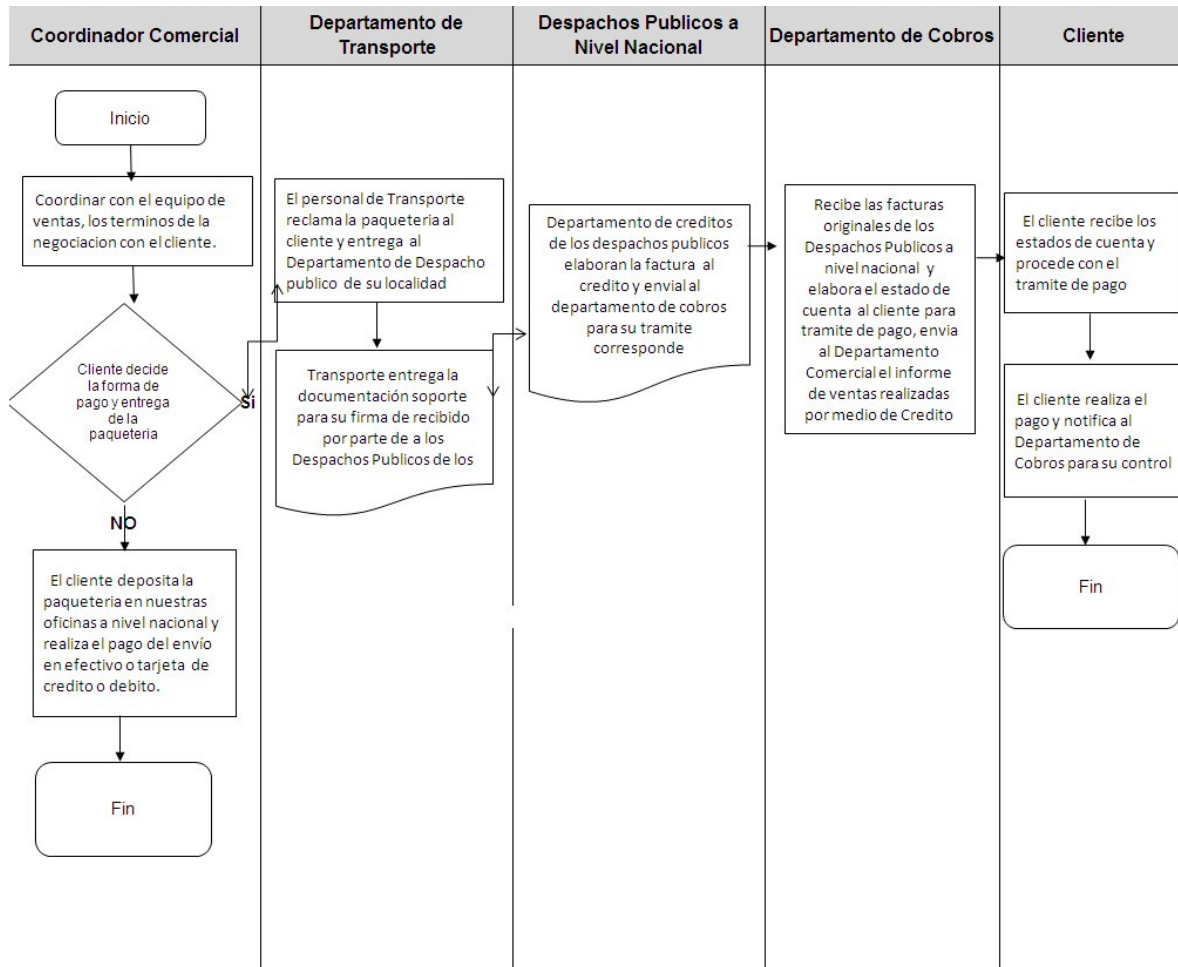 Coordinador Comercial
Departamento de
Transporte
Despachos Publicos a
Nivel Nacional
Departamento de Cobros
Cliente
Inicio
Coordinar con el equipo de
ventas, los terminos de la
negociacion con el cliente.
Cliente decide
la forma de
pago y entrega
de la
paqueteria
Si
NO
El cliente deposita la
paqueteria en nuestras
oficinas a nivel nacional y
realiza el pago del envío
en efectivo o tarjeta de
credito o debito.
Fin
El personal de Transporte
reclama la paqueteria al
cliente y entrega al
Departamento de Despacho
publico de su localidad
Transporte entrega la
documentación soporte
para su firma de recibido
por parte de a los
Despachos Publicos de los
Departamento de creditos
de los despachos publicos
elaboran la factura al
credito y envial al
departamento de cobros
para su tramite
corresponde
Recibe las facturas
originales de los
Despachos Publicos a
nivel nacional y
elabora el estado de
cuenta al cliente para
tramite de pago, envia
al Departamento
Comercial el informe
de ventas realizadas
por medio de Credito
El cliente recibe los
estados de cuenta y
procede con el
tramite de pago
El cliente realiza el
pago y notifica al
Departamento de
Cobros para su control
Fin